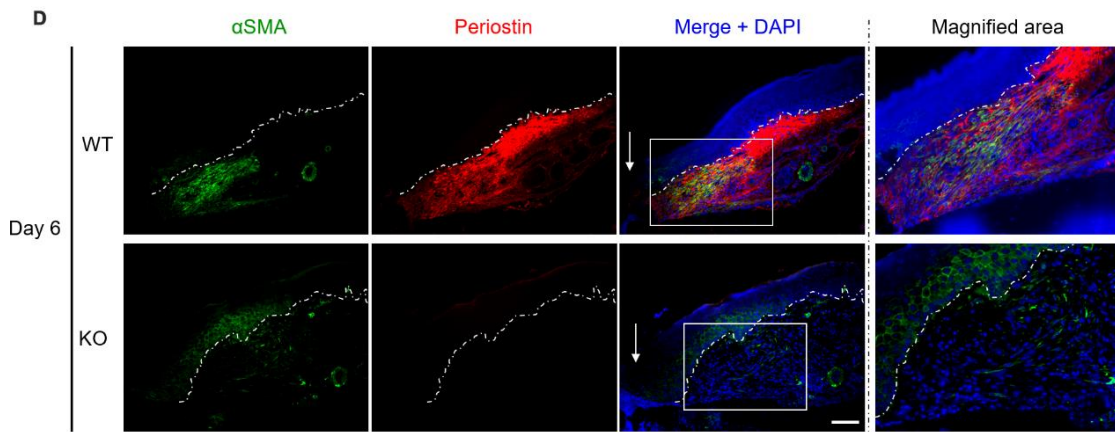 D
αSMA
Periostin
Merge + DAPI
Magnified area
WT
Day 6
KO